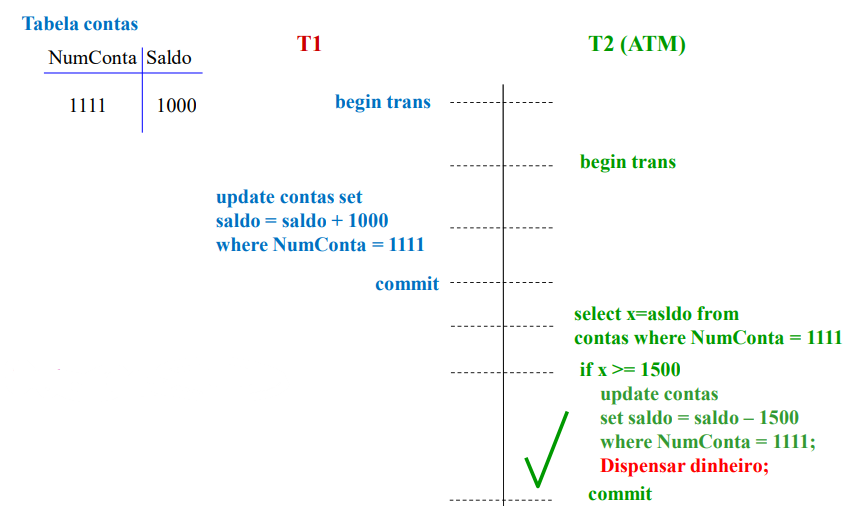 Tabela contas
NumConta Saldo
1111 1000
T1
T2 (ATM)
begin trans
begin trans
update contas set
saldo = saldo + 1000
where NumConta = 1111
commit
select x=asldo from
contas where NumConta = 1111
if x >= 1500
update contas
set saldo = saldo – 1500
where NumConta = 1111;
Dispensar dinheiro;
commit